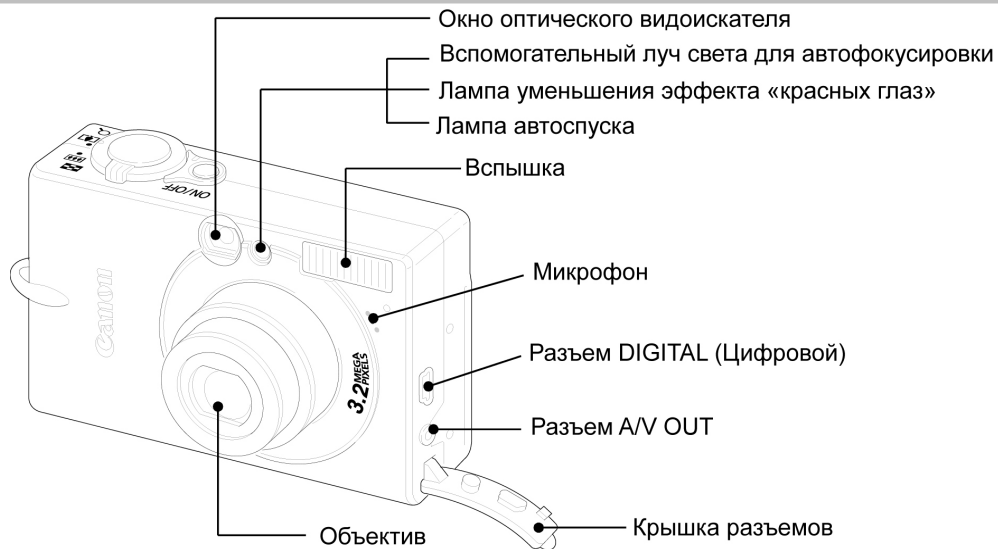 Окно оптического видоискателя
Вспомогательный луч света для автофокусировки
Лампа уменьшения эффекта «красных глаз»
Лампа автоспуска
Вспышка
ON/OFF
Микрофон
Canon
Разъем DIGITAL (Цифровой)
3.2 MEGA
PIXELS
Разъем A/V OUT
Крышка разъемов
Объектив